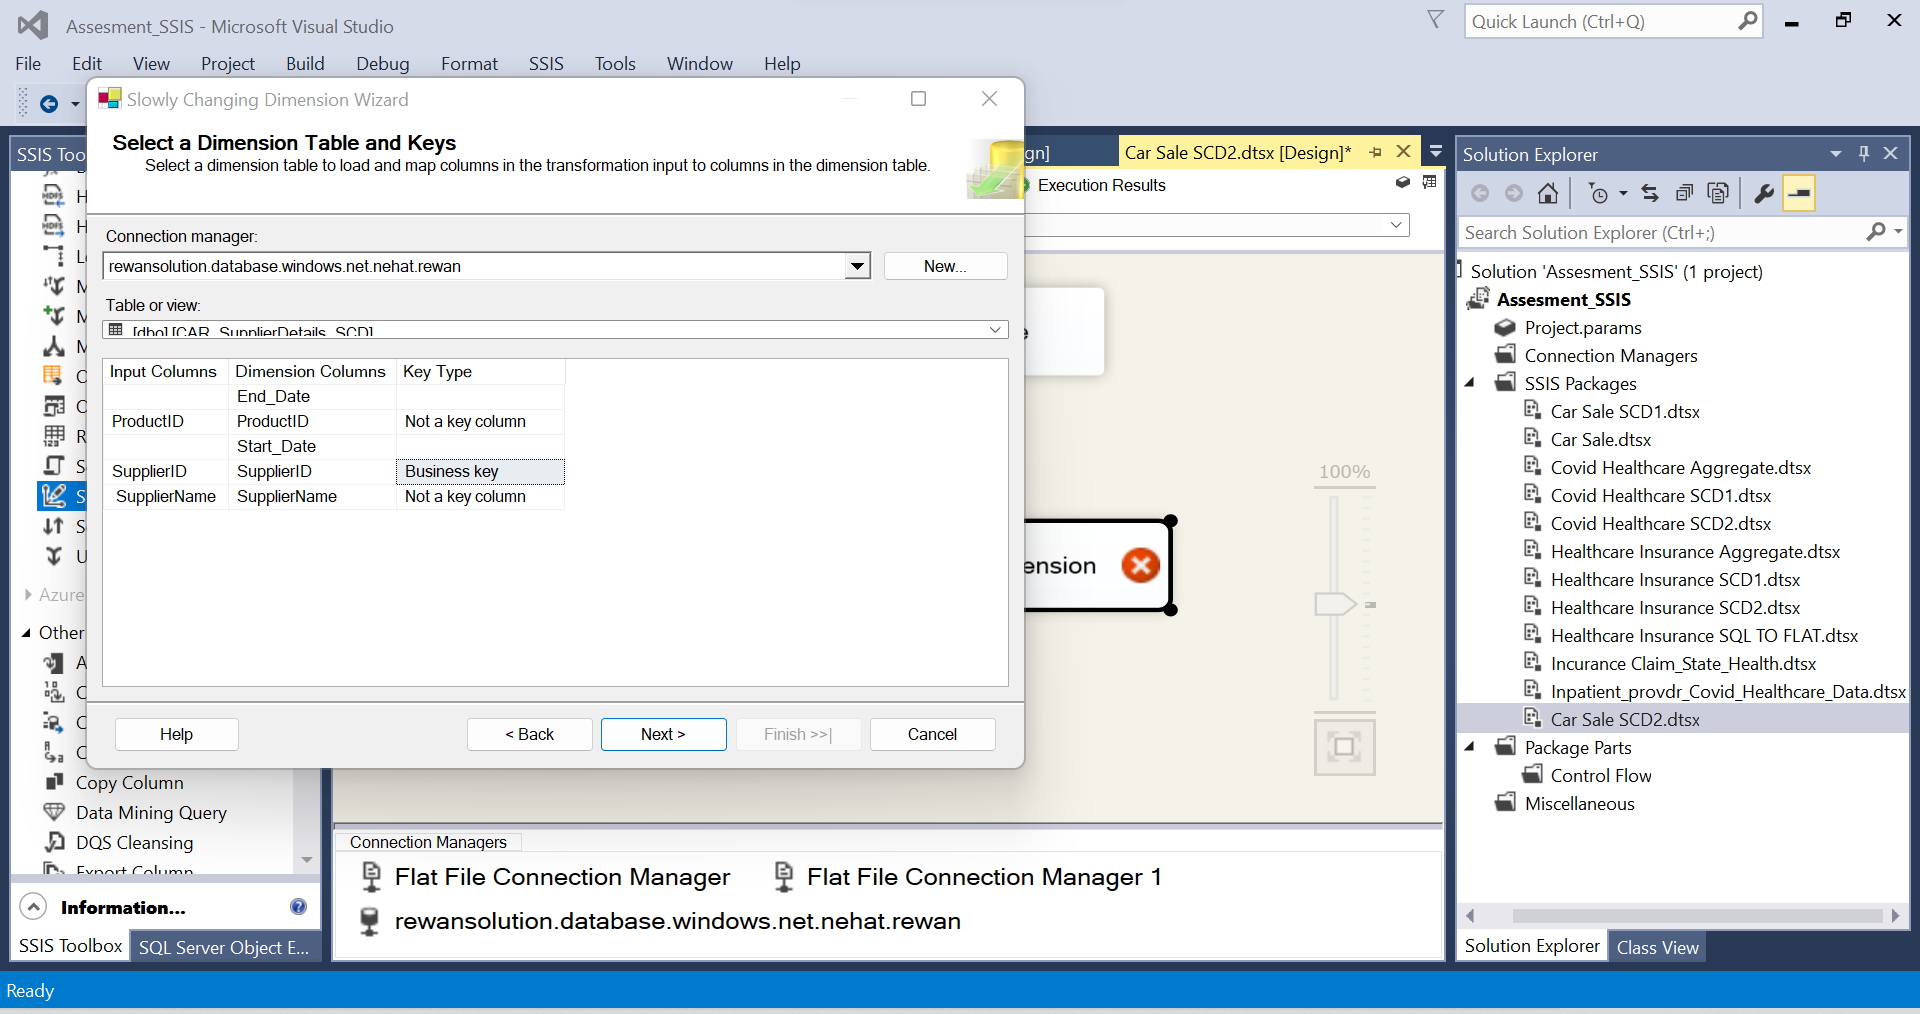 Assesment_SSIS - Microsoft Visual Studio
Quick Launch (Ctrl+Q)
File Edit View Project Build Debug Format SSIS Tools Window Help
Slowly Changing Dimension Wizard
Select a Dimension Table and Keys
Select a dimension table to load and map columns in the transformation input to columns in the dimension table.
Connection manager:
rewansolution.database.windows.net.nehat.rewan
New...
Table or view:
[dbo].[CAR_SupplierDetails_SCD]
Input Columns Dimension Columns Key Type
End_Date
ProductID ProductID Not a key column
Start_Date
SupplierID SupplierID Business key
SupplierName SupplierName Not a key column
Help
< Back
Next >
Finish >>|
Cancel
SSIS Too
H
H
L
M
M
M
O
O
R
S
S
S
U
Azure
Other
A
C
C
C
Copy Column
Data Mining Query
DQS Cleansing
Export Column
Information...
SSIS Toolbox
SQL Server Object E...
gn]
Car Sale SCD2.dtsx [Design]*
Execution Results
e
ension
100%
Connection Managers
Flat File Connection Manager
Flat File Connection Manager 1
rewansolution.database.windows.net.nehat.rewan
Solution Explorer
Search Solution Explorer (Ctrl+;)
Solution 'Assesment_SSIS' (1 project)
Assesment_SSIS
Project.params
Connection Managers
SSIS Packages
Car Sale SCD1.dtsx
Car Sale.dtsx
Covid Healthcare Aggregate.dtsx
Covid Healthcare SCD1.dtsx
Covid Healthcare SCD2.dtsx
Healthcare Insurance Aggregate.dtsx
Healthcare Insurance SCD1.dtsx
Healthcare Insurance SCD2.dtsx
Healthcare Insurance SQL TO FLAT.dtsx
Incurance Claim_State_Health.dtsx
Inpatient_provdr_Covid_Healthcare_Data.dtsx
Car Sale SCD2.dtsx
Package Parts
Control Flow
Miscellaneous
Solution Explorer
Class View
Ready